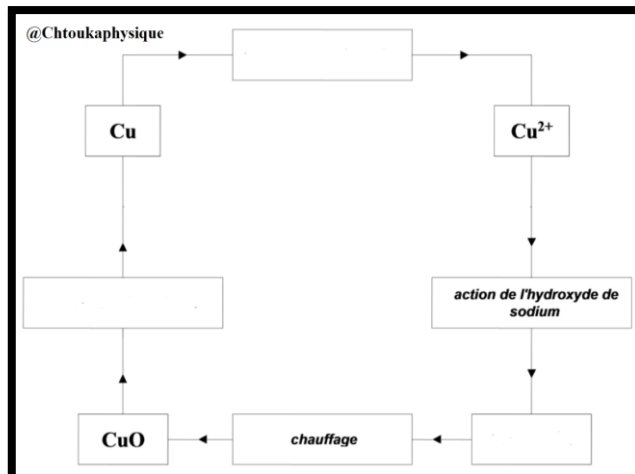 @Chtoukaphysique
Cu
Cu²⁺
action de l'hydroxyde de
sodium
CuO
chauffage